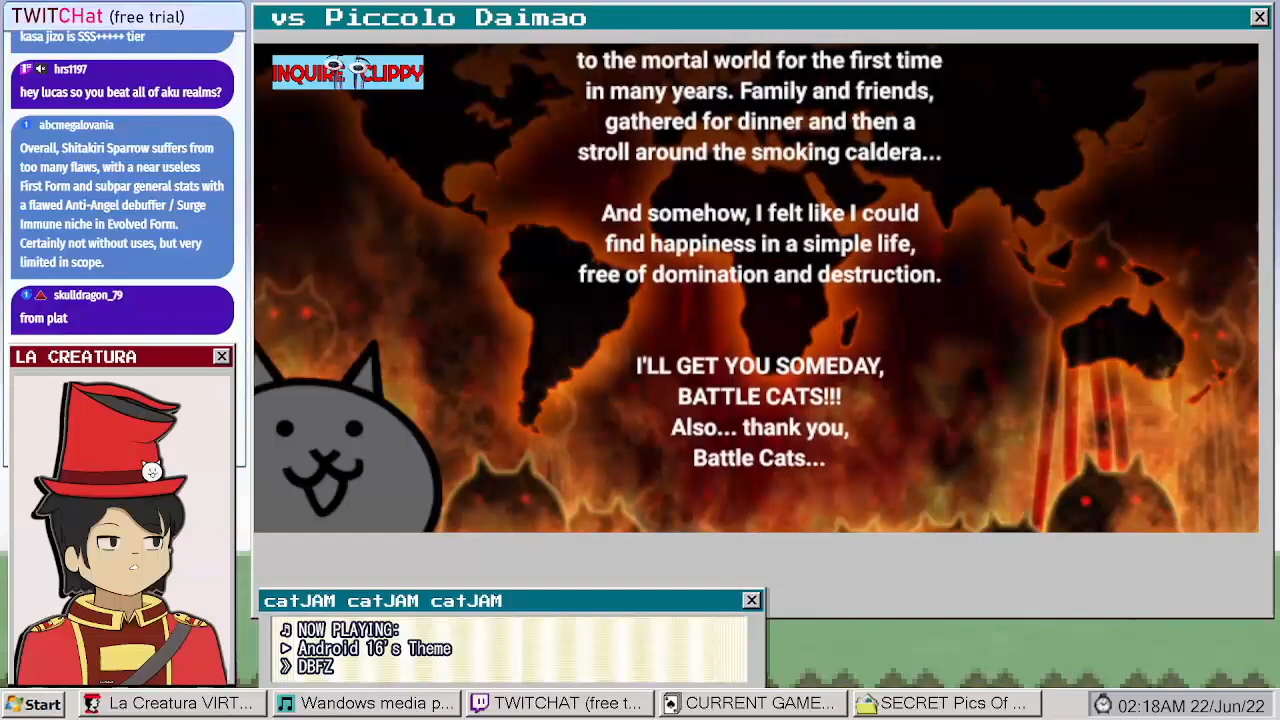 TWITCHat (free trial)
kasa jizo is SSS+++++ tier
hrs1197
hey lucas so you beat all of aku realms?
abcmegalovania
Overall, Shitakiri Sparrow suffers from
too many flaws, with a near useless
First Form and subpar general stats with
a flawed Anti-Angel debuffer / Surge
Immune niche in Evolved Form.
Certainly not without uses, but very
limited in scope.
skulldragon_79
from plat
LA CREATURA
vs Piccolo Daimao
INQUIRE CLIPPY
to the mortal world for the first time
in many years. Family and friends,
gathered for dinner and then a
stroll around the smoking caldera...
And somehow, I felt like I could
find happiness in a simple life,
free of domination and destruction.
I'LL GET YOU SOMEDAY,
BATTLE CATS!!!
Also... thank you,
Battle Cats...
catJAM catJAM catJAM
NOW PLAYING:
Android 16's Theme
DBFZ
Start
La Creatura VIRT...
Wandows media p...
TWITCHAT (free t...
CURRENT GAME...
SECRET Pics Of ...
02:18AM 22/Jun/22